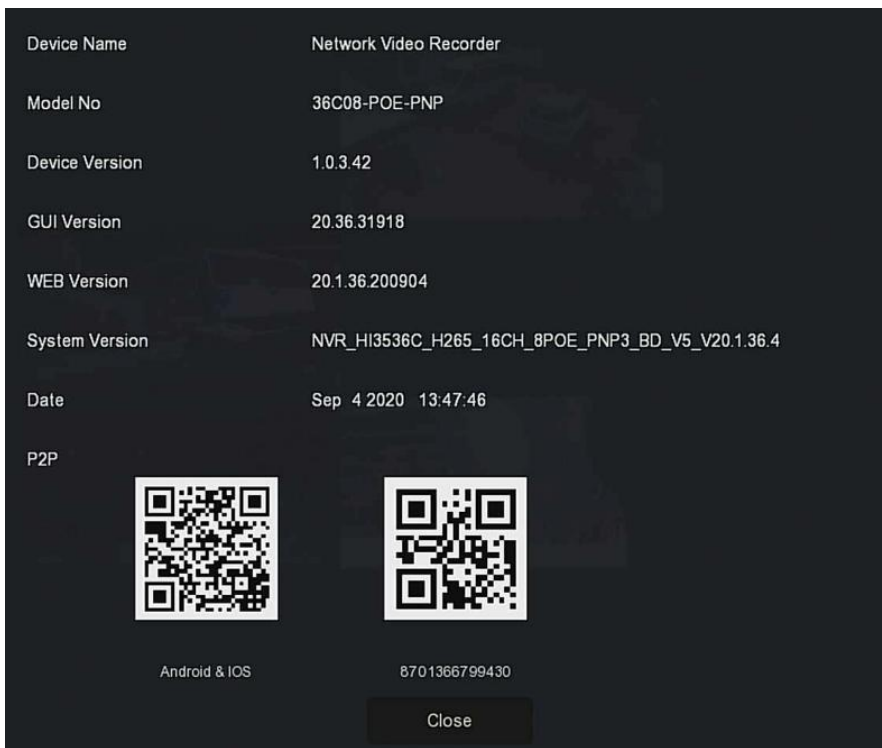 Device Name Network Video Recorder
Model No 36C08-POE-PNP
Device Version 1.0.3.42
GUI Version 20.36.31918
WEB Version 20.1.36.200904
System Version NVR_HI3536C_H265_16CH_8POE_PNP3_BD_V5_V20.1.36.4
Date Sep 4 2020 13:47:46
P2P
Android & IOS 8701366799430
Close